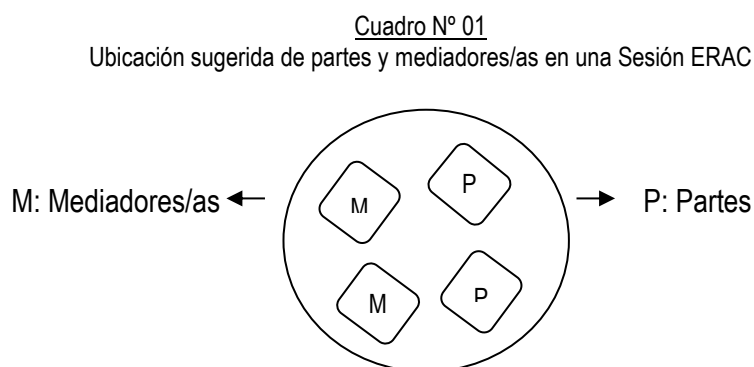 Cuadro Nº 01
Ubicación sugerida de partes y mediadores/as en una Sesión ERAC
P
M: Mediadores/as
M
P: Partes
M
P